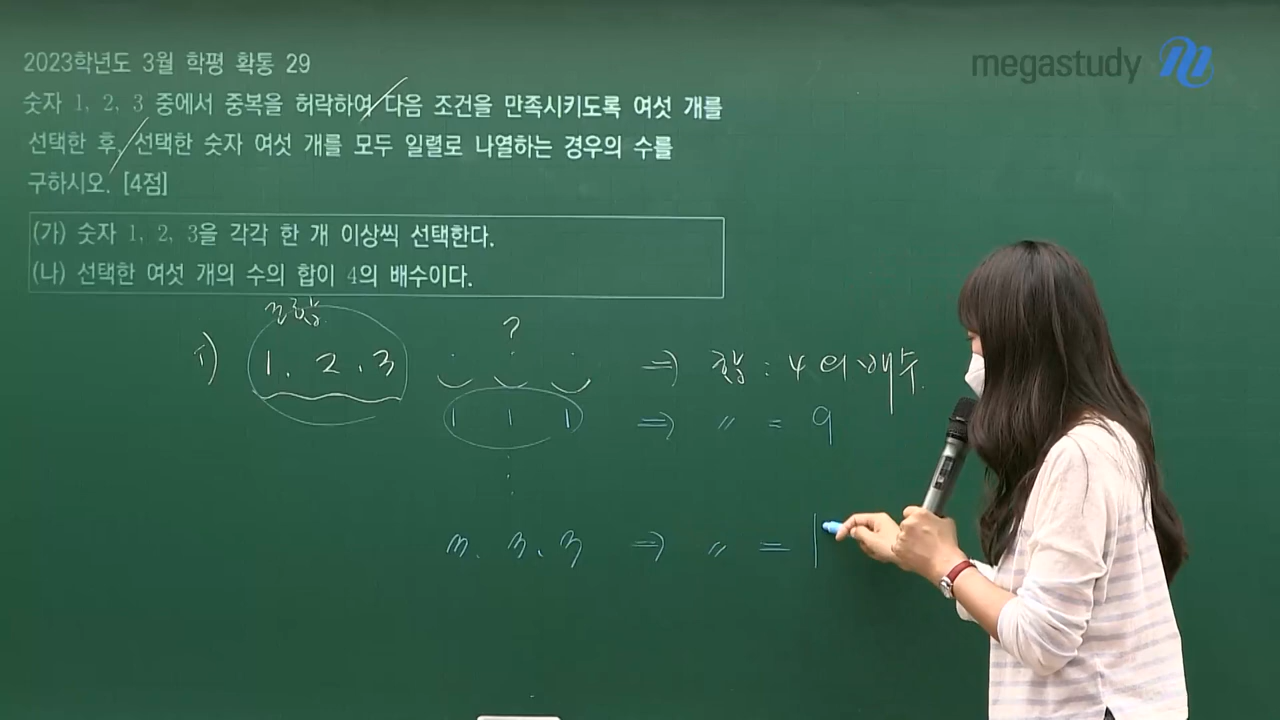 megastudy
2023학년도 3월 학평 확통 29
숫자 1, 2, 3 중에서 중복을 허락하여 다음 조건을 만족시키도록 여섯 개를
선택한 후, 선택한 숫자 여섯 개를 모두 일렬로 나열하는 경우의 수를
구하시오. [4점]
(가) 숫자 1, 2, 3을 각각 한 개 이상씩 선택한다.
(나) 선택한 여섯 개의 수의 합이 4의 배수이다.
조합 ?
i) 1, 2, 3 ⇒ 합 : 4의 배수.
1 1 1 ⇒ 〃 = 9
3, 3, 3 ⇒ 〃 = 1